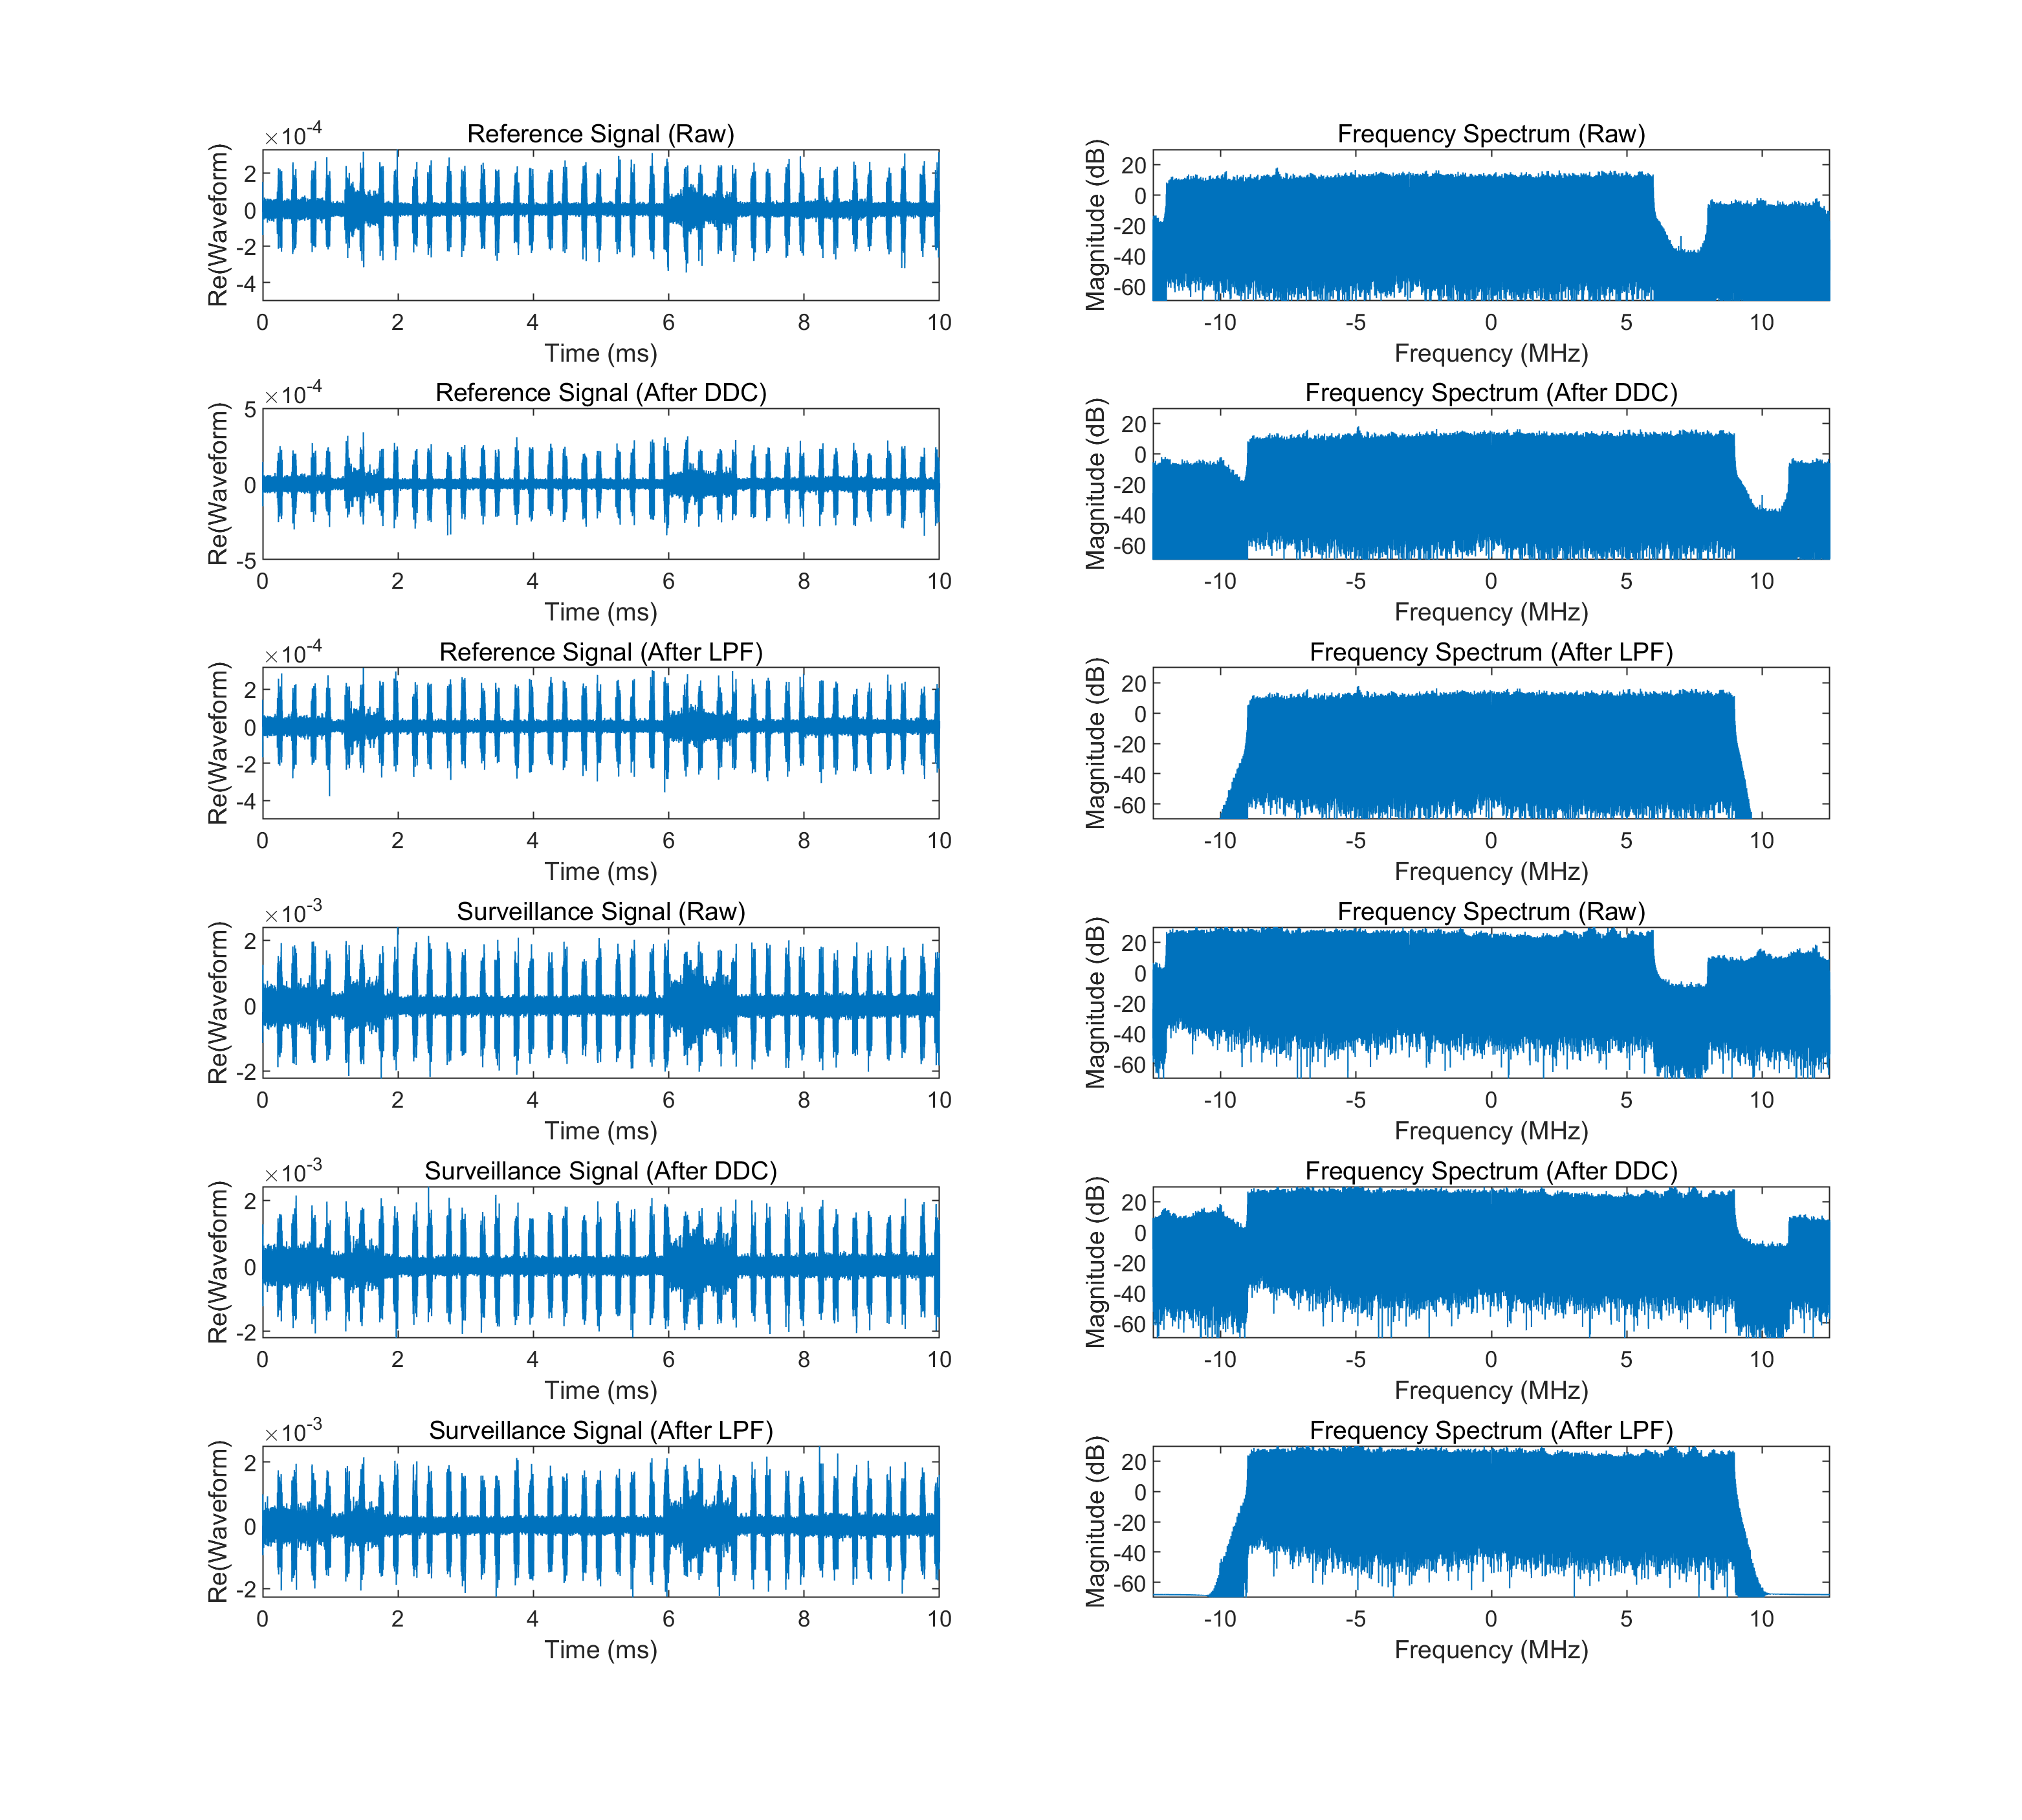 ×10-4
Reference Signal (Raw)
Re(Waveform)
2
0
-2
-4
0 2 4 6 8 10
Time (ms)
Frequency Spectrum (Raw)
Magnitude (dB)
20
0
-20
-40
-60
-10 -5 0 5 10
Frequency (MHz)
×10-4
Reference Signal (After DDC)
Re(Waveform)
5
0
-5
0 2 4 6 8 10
Time (ms)
Frequency Spectrum (After DDC)
Magnitude (dB)
20
0
-20
-40
-60
-10 -5 0 5 10
Frequency (MHz)
×10-4
Reference Signal (After LPF)
Re(Waveform)
2
0
-2
-4
0 2 4 6 8 10
Time (ms)
Frequency Spectrum (After LPF)
Magnitude (dB)
20
0
-20
-40
-60
-10 -5 0 5 10
Frequency (MHz)
×10-3
Surveillance Signal (Raw)
Re(Waveform)
2
0
-2
0 2 4 6 8 10
Time (ms)
Frequency Spectrum (Raw)
Magnitude (dB)
20
0
-20
-40
-60
-10 -5 0 5 10
Frequency (MHz)
×10-3
Surveillance Signal (After DDC)
Re(Waveform)
2
0
-2
0 2 4 6 8 10
Time (ms)
Frequency Spectrum (After DDC)
Magnitude (dB)
20
0
-20
-40
-60
-10 -5 0 5 10
Frequency (MHz)
×10-3
Surveillance Signal (After LPF)
Re(Waveform)
2
0
-2
0 2 4 6 8 10
Time (ms)
Frequency Spectrum (After LPF)
Magnitude (dB)
20
0
-20
-40
-60
-10 -5 0 5 10
Frequency (MHz)